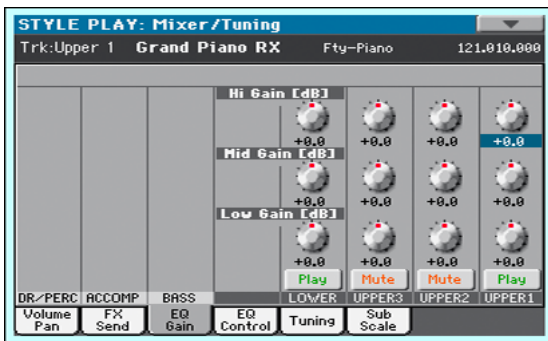 STYLE PLAY: Mixer/Tuning
Trk:Upper 1 Grand Piano RX Fty-Piano 121.010.000
Hi Gain [dB]
+0.0 +0.0 +0.0 +0.0
Mid Gain [dB]
+0.0 +0.0 +0.0 +0.0
Low Gain [dB]
+0.0 +0.0 +0.0 +0.0
Play Mute Mute Play
DR/PERC ACCOMP BASS LOWER UPPER3 UPPER2 UPPER1
Volume Pan FX Send EQ Gain EQ Control Tuning Sub Scale